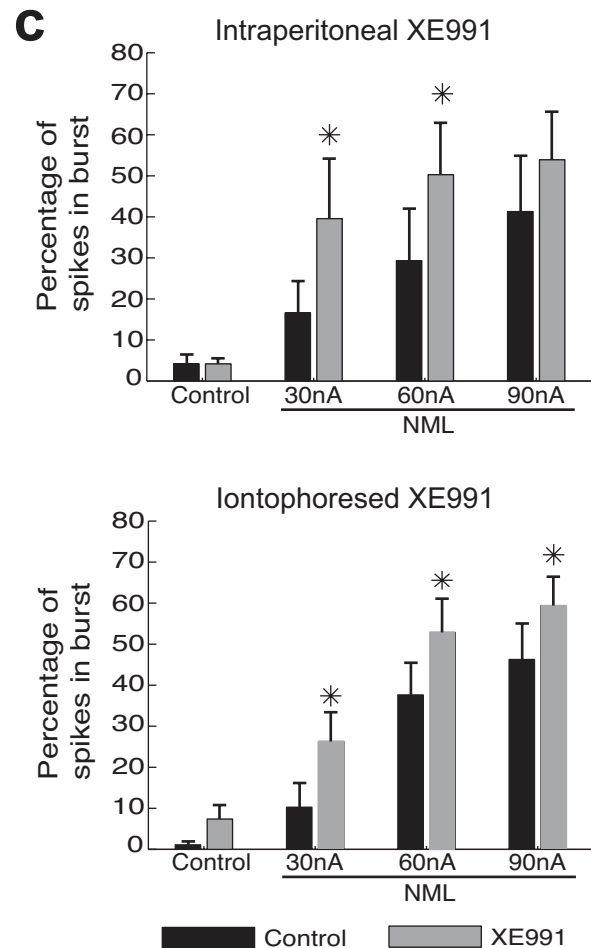 C
Intraperitoneal XE991
Percentage of
spikes in burst
80
70
60
50
40
30
20
10
0
*
*
Control 30nA 60nA 90nA
NML
Iontophoresed XE991
Percentage of
spikes in burst
80
70
60
50
40
30
20
10
0
*
*
*
Control 30nA 60nA 90nA
NML
Control XE991